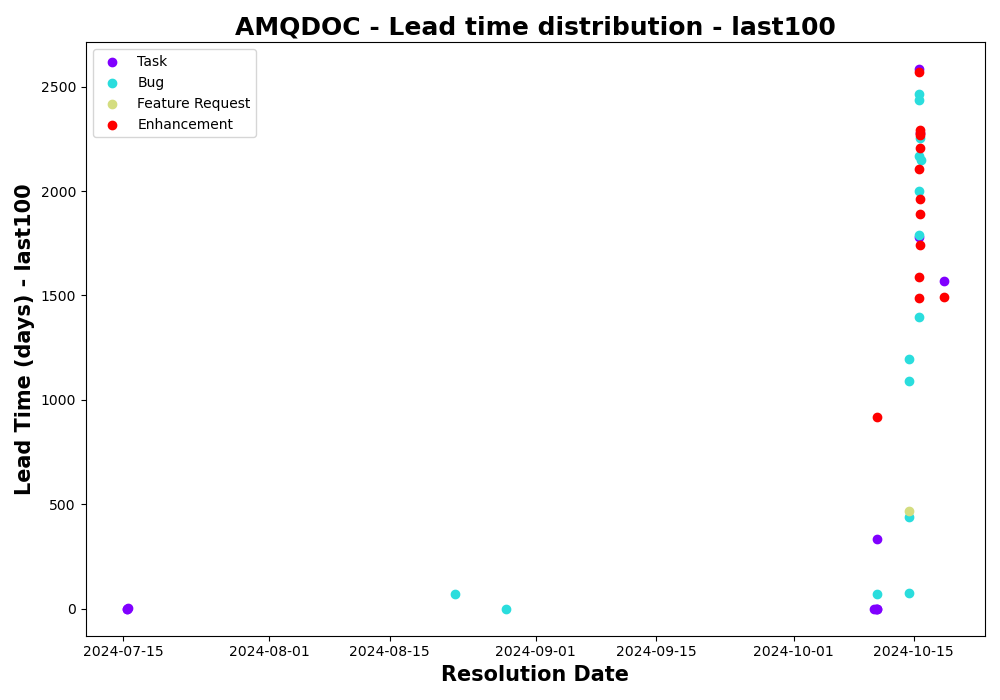 AMQDOC - Lead time distribution - last100
Task
Bug
Feature Request
Enhancement
Lead Time (days) - last100
2500
2000
1500
1000
500
0
2024-07-15 2024-08-01 2024-08-15 2024-09-01 2024-09-15 2024-10-01 2024-10-15
Resolution Date